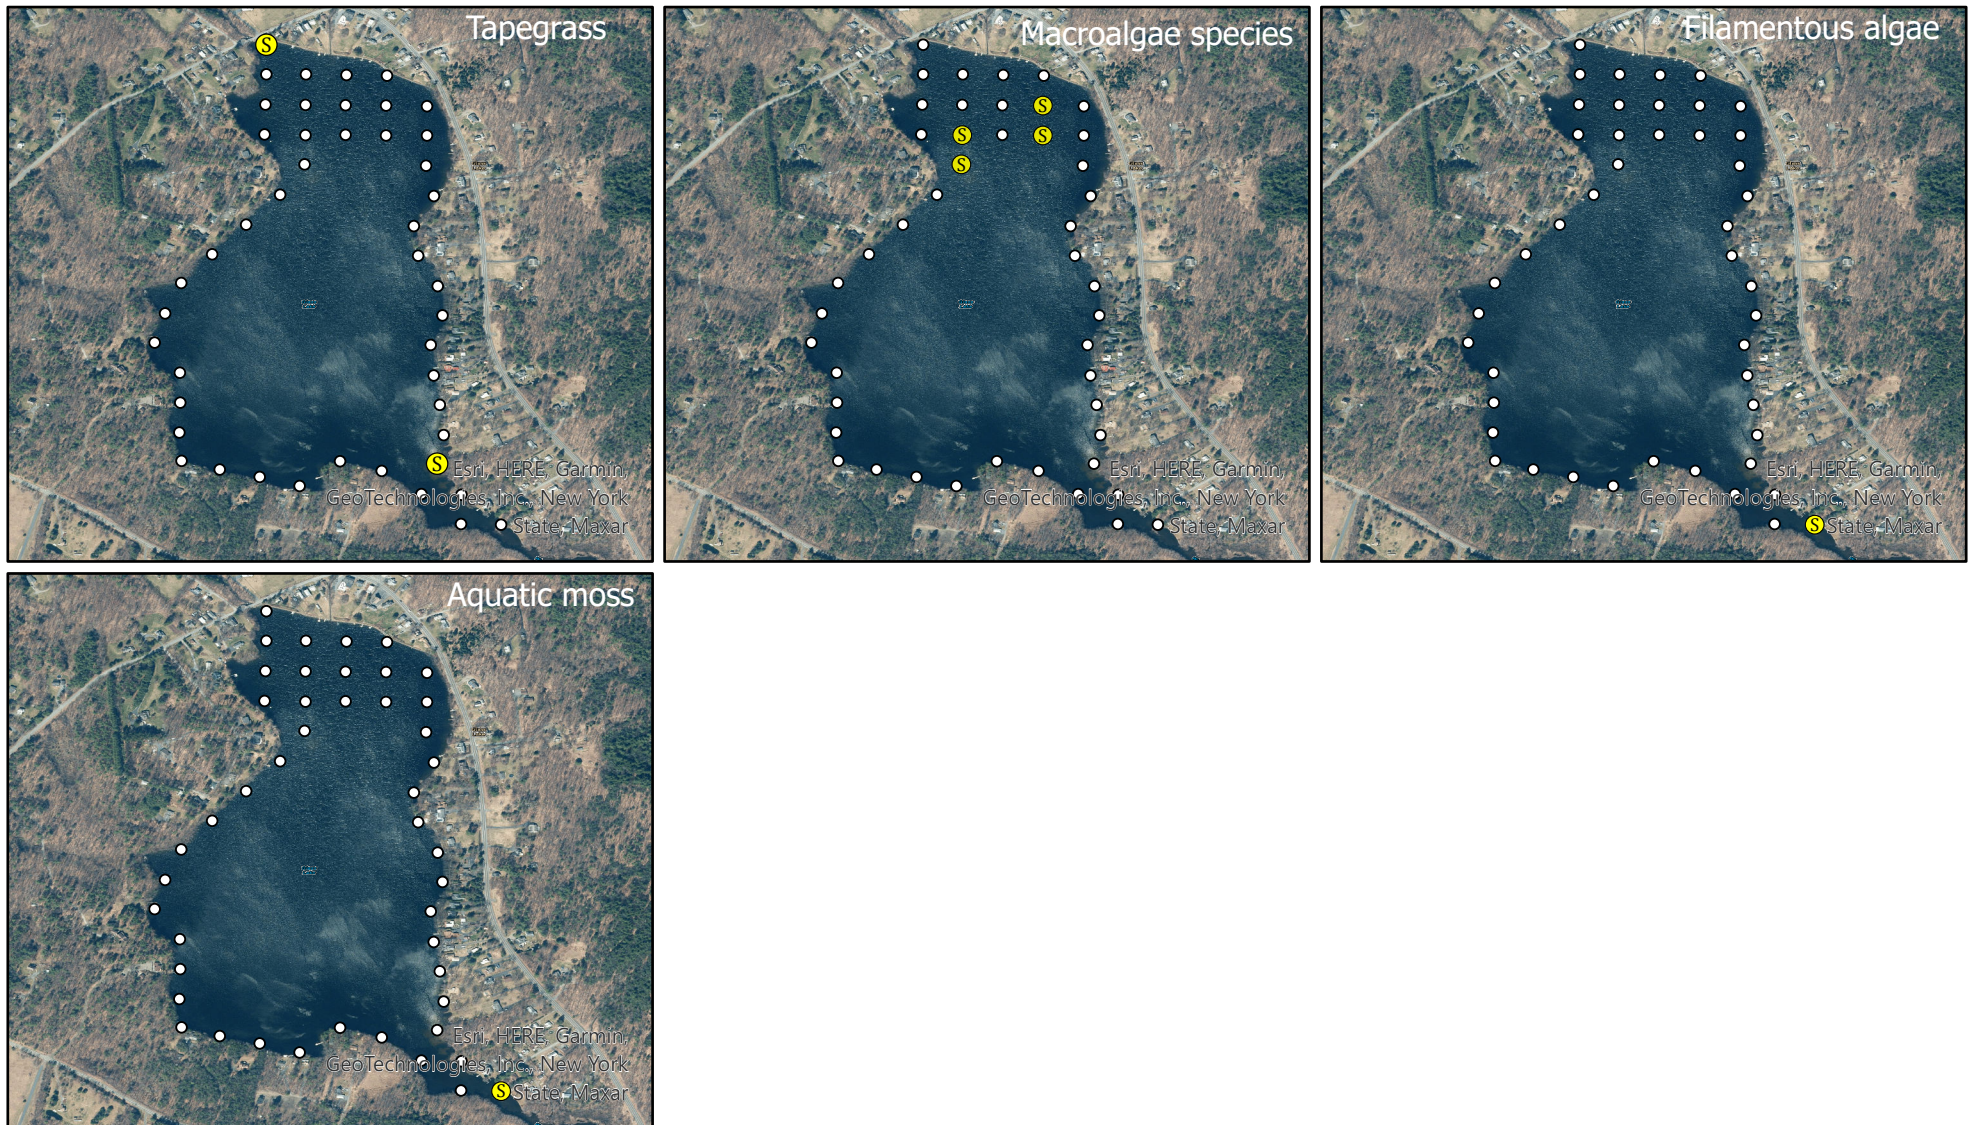 Tapegrass
S
S
Esri, HERE, Garmin,
GeoTechnologies, Inc., New York
State, Maxar
Macroalgae species
S
S
S
S
Esri, HERE, Garmin,
GeoTechnologies, Inc., New York
State, Maxar
Filamentous algae
Esri, HERE, Garmin,
GeoTechnologies, Inc., New York
S State, Maxar
Aquatic moss
Esri, HERE, Garmin,
GeoTechnologies, Inc., New York
S State, Maxar